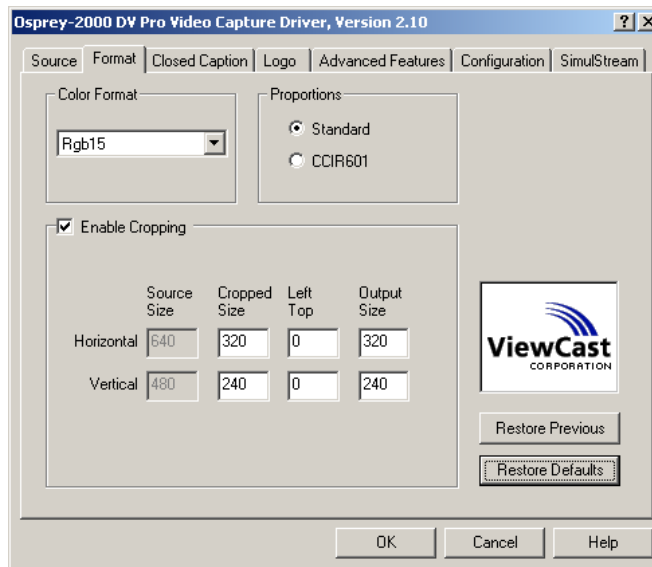 Osprey-2000 DV Pro Video Capture Driver, Version 2.10
Source Format Closed Caption Logo Advanced Features Configuration SimulStream
Color Format
Rgb15
Proportions
Standard
CCIR601
Enable Cropping
Source Size Cropped Size Left Top Output Size
Horizontal 640 320 0 320
Vertical 480 240 0 240
ViewCast
CORPORATION
Restore Previous
Restore Defaults
OK Cancel Help